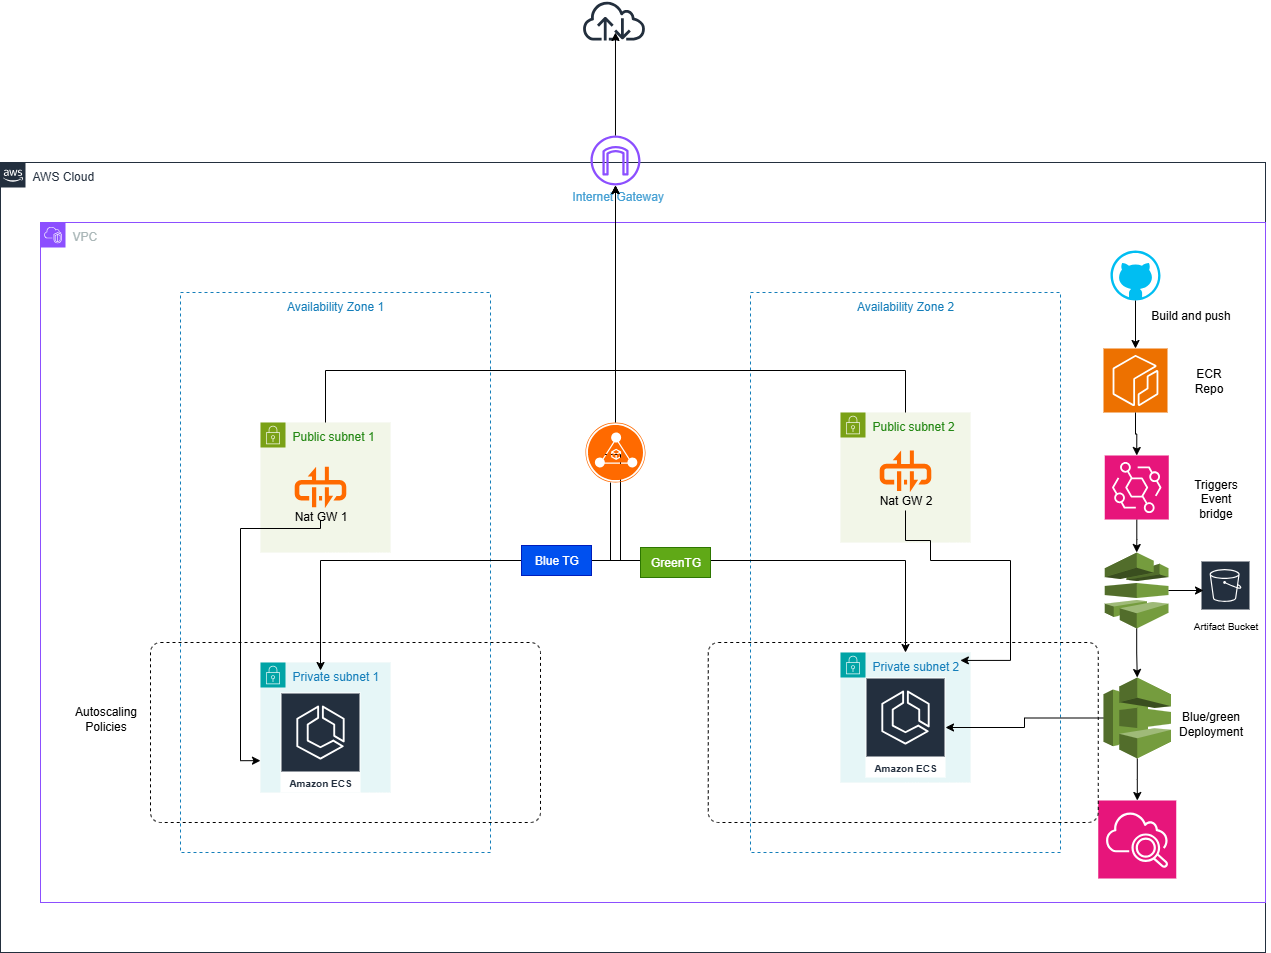 aws
AWS Cloud
Internet Gateway
VPC
Availability Zone 1
Availability Zone 2
Build and push
ECR
Repo
Public subnet 1
Public subnet 2
Nat GW 1
Nat GW 2
Triggers
Event
bridge
Blue TG
GreenTG
Artifact Bucket
Private subnet 1
Private subnet 2
Autoscaling
Policies
Blue/green
Deployment
Amazon ECS
Amazon ECS